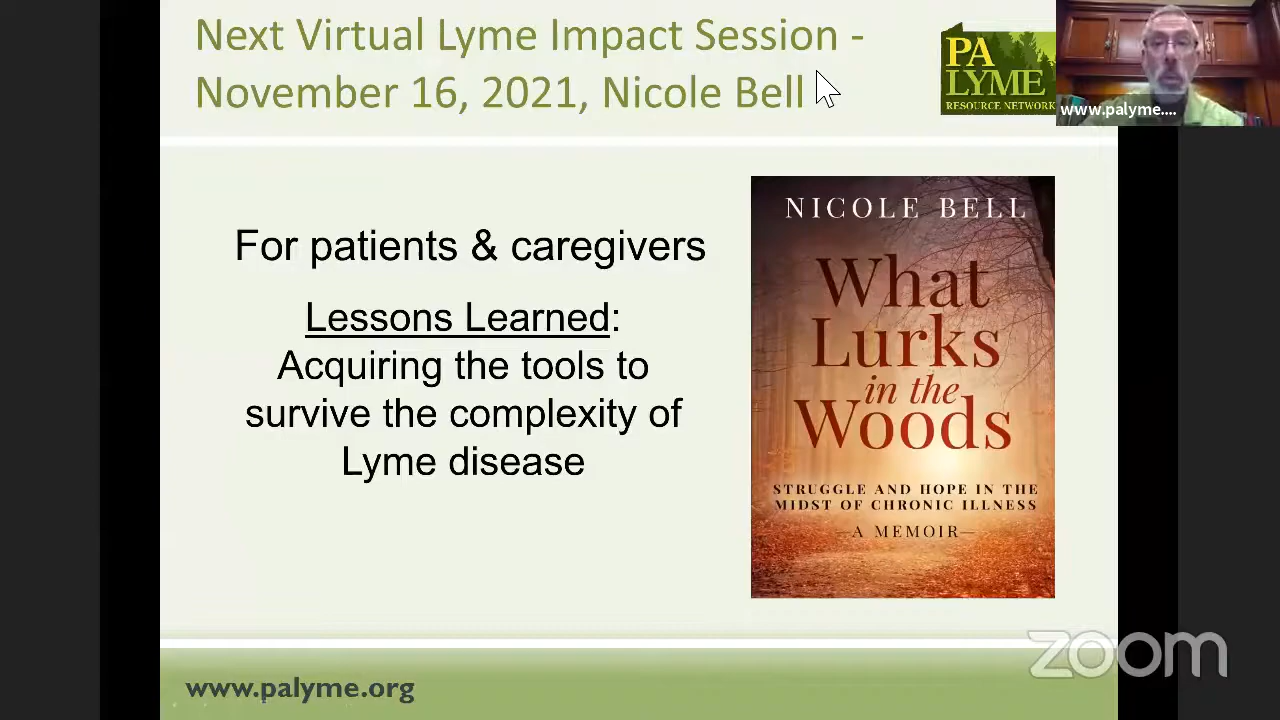 Next Virtual Lyme Impact Session -
November 16, 2021, Nicole Bell
PA
LYME
RESOURCE NETWORK
www.palyme....
For patients & caregivers
Lessons Learned:
Acquiring the tools to
survive the complexity of
Lyme disease
NICOLE BELL
What
Lurks
in the
Woods
STRUGGLE AND HOPE IN THE
MIDST OF CHRONIC ILLNESS
—A MEMOIR—
zoom
www.palyme.org